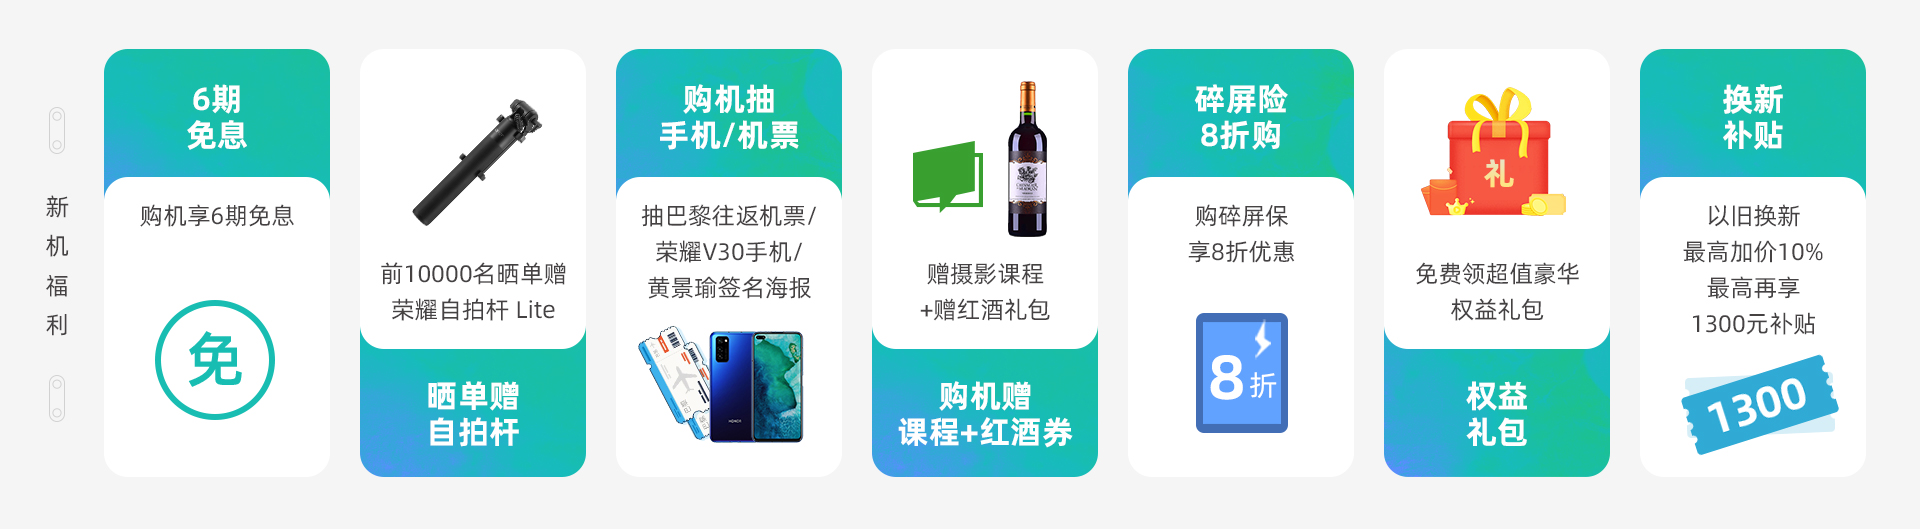 新
机
福
利
6期
免息
购机享6期免息
免
前10000名晒单赠
荣耀自拍杆 Lite
晒单赠
自拍杆
购机抽
手机/机票
抽巴黎往返机票/
荣耀V30手机/
黄景瑜签名海报
HONOR
赠摄影课程
+赠红酒礼包
购机赠
课程+红酒券
碎屏险
8折购
购碎屏保
享8折优惠
8折
礼
免费领超值豪华
权益礼包
权益
礼包
换新
补贴
以旧换新
最高加价10%
最高再享
1300元补贴
1300